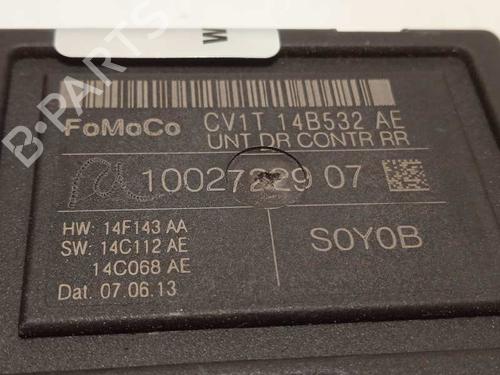 M
FoMoCo CV1T 14B532 AE
UNT DR CONTR RR
10027229 07
HW: 14F143 AA
SW: 14C112 AE
14C068 AE
Dat. 07.06.13
S0Y0B
B-PARTS